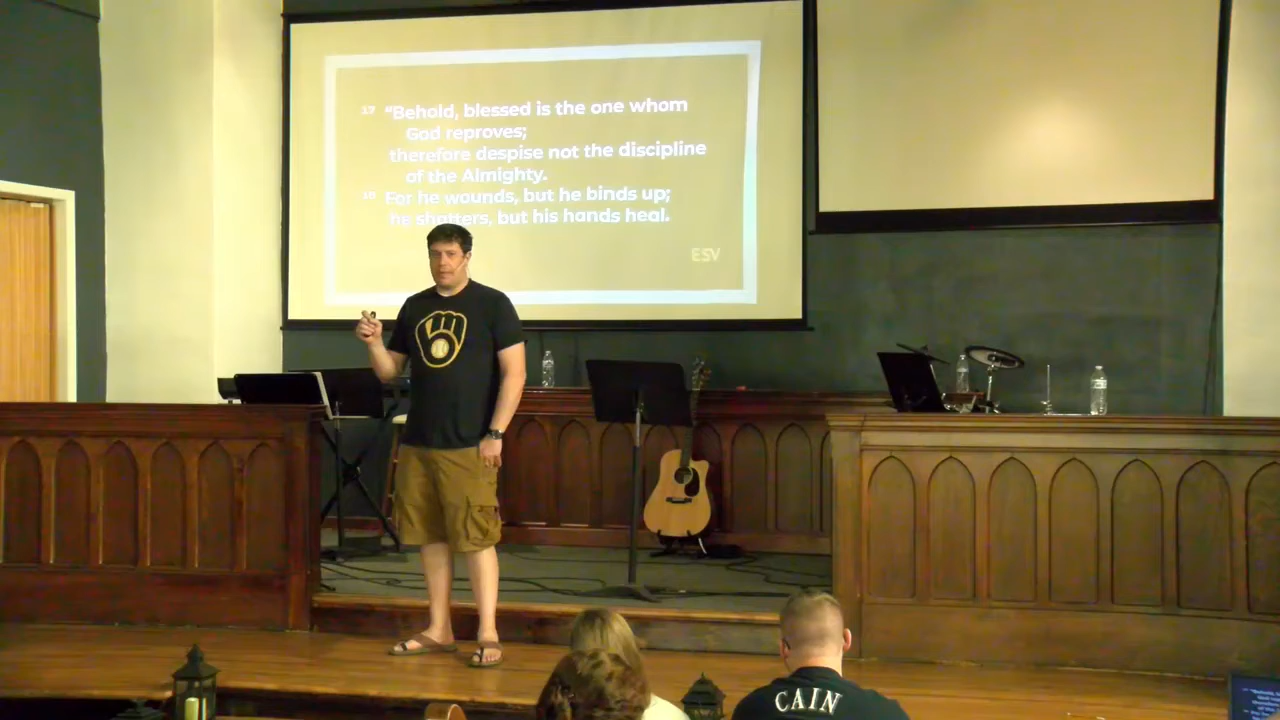 17 “Behold, blessed is the one whom
God reproves;
therefore despise not the discipline
of the Almighty.
18 For he wounds, but he binds up;
he shatters, but his hands heal.
ESV
CAIN